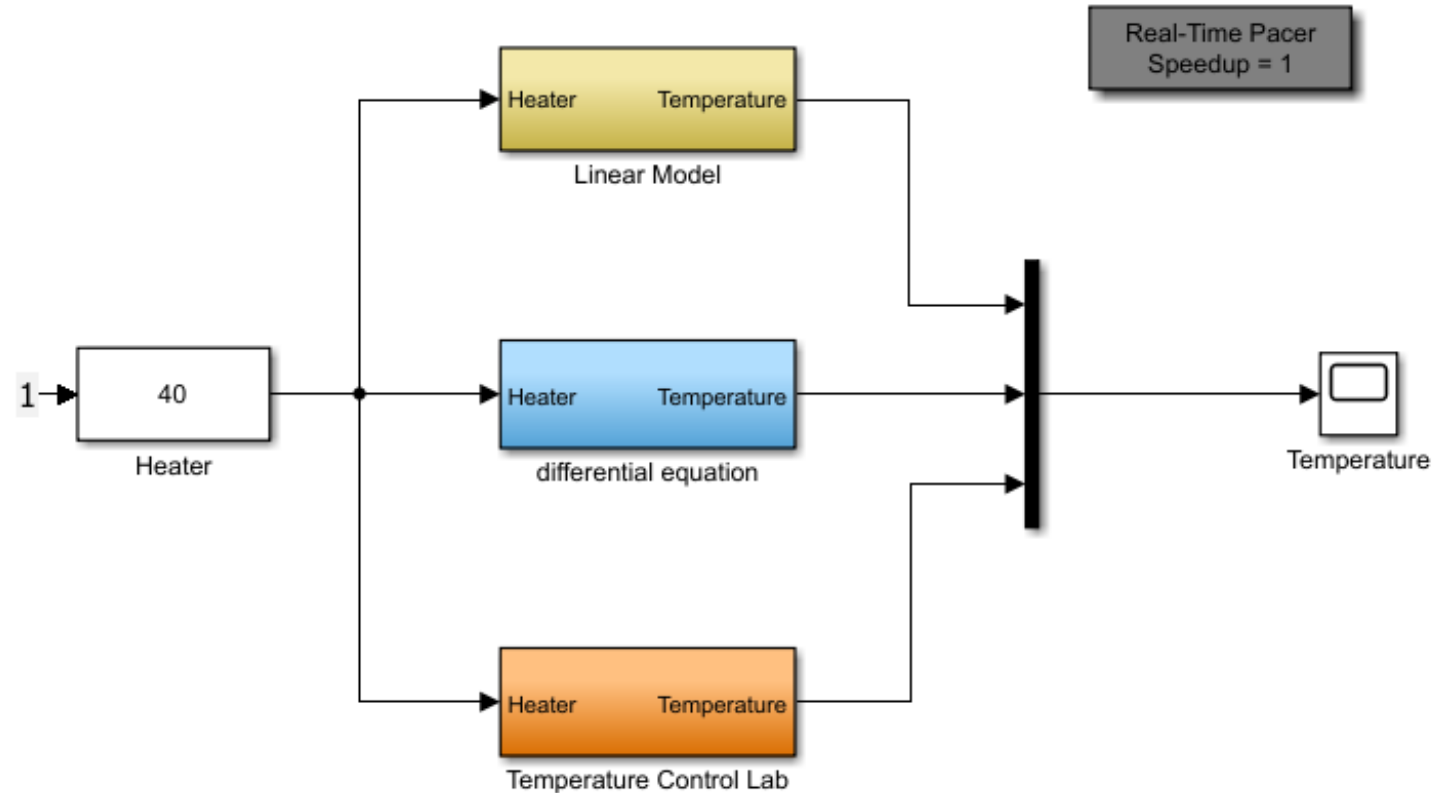 Real-Time Pacer
Speedup = 1
Heater Temperature
Linear Model
1
40
Heater
Heater Temperature
differential equation
Temperature
Heater Temperature
Temperature Control Lab